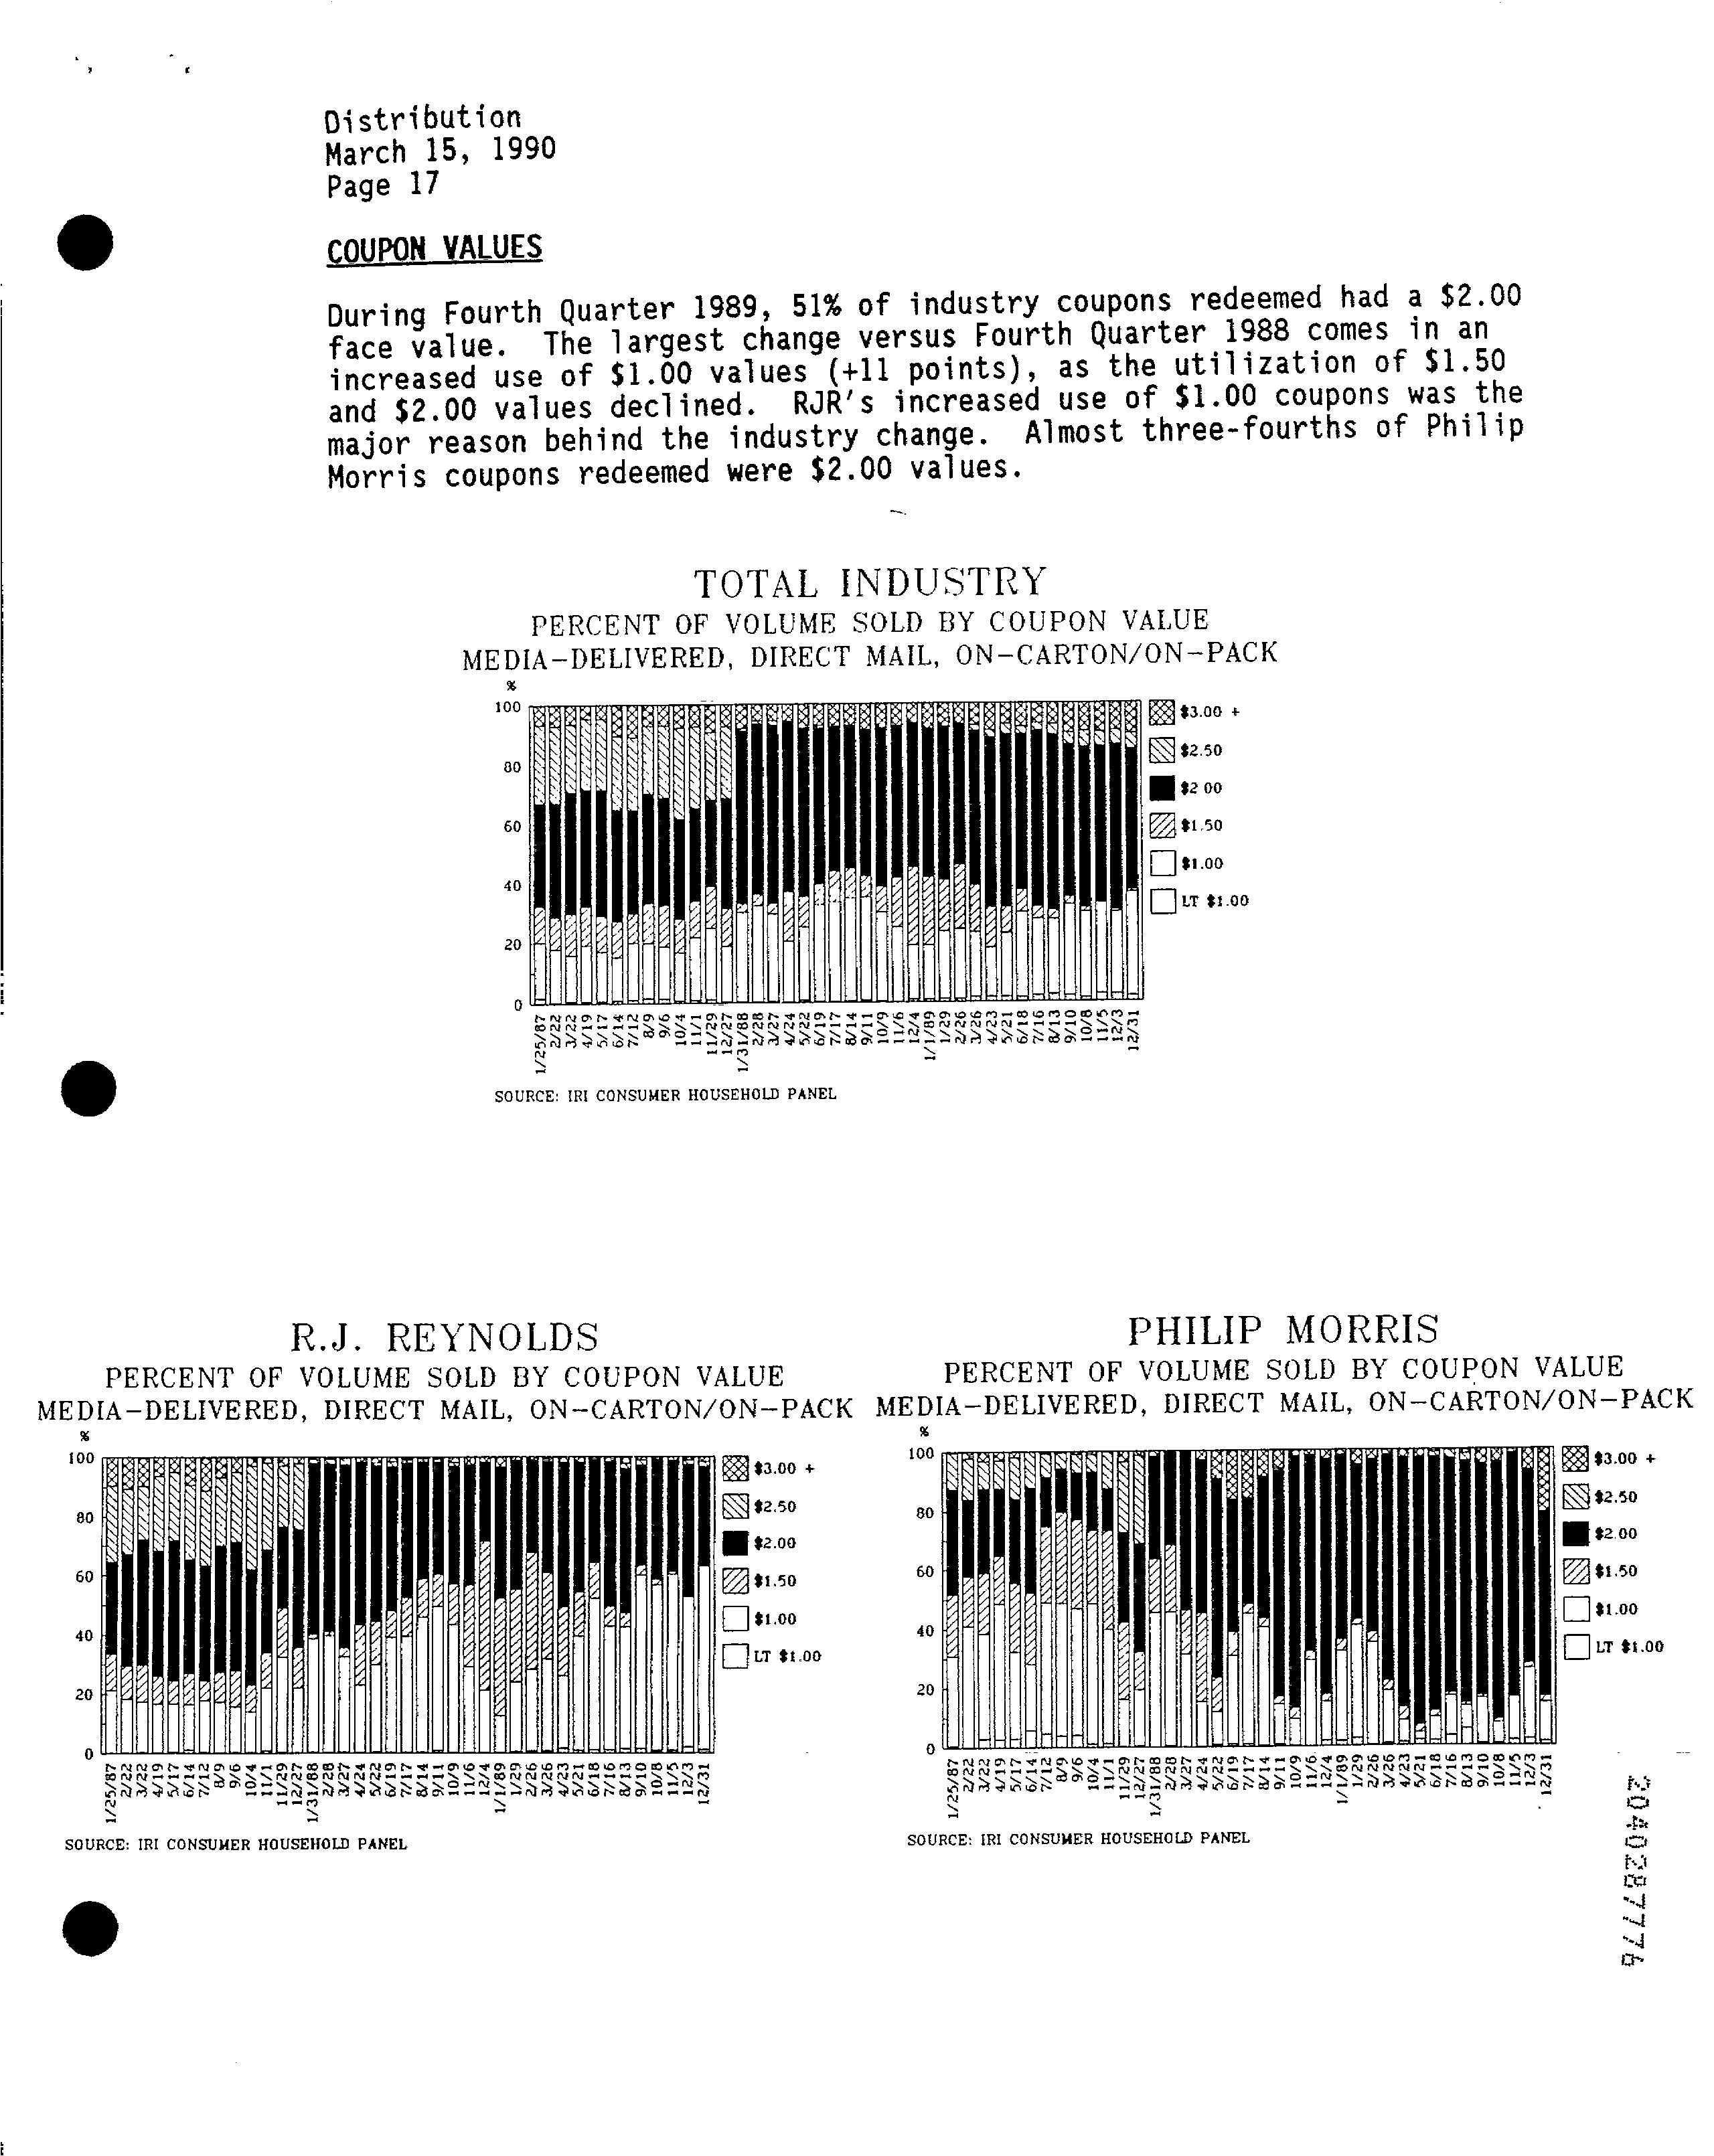 Distribution
March 15, 1990
Page 17
COUPON VALUES
During Fourth Quarter 1989, 51% of industry coupons redeemed had a $2.00
face value. The largest change versus Fourth Quarter 1988 comes in an
increased use of $1.00 values (+11 points), as the utilization of $1.50
and $2.00 values declined. RJR's increased use of $1.00 coupons was the
major reason behind the industry change. Almost three-fourths of Philip
Morris coupons redeemed were $2.00 values.
TOTAL INDUSTRY
PERCENT OF VOLUME SOLD BY COUPON VALUE
MEDIA-DELIVERED, DIRECT MAIL, ON-CARTON/ON-PACK
%
100
80
60
40
20
0
$3.00 +
$2.50
$2 00
$1.50
$1.00
LT $1.00
1/25/87 2/22 3/22 4/19 5/17 6/14 7/12 8/9 9/6 10/4 11/1 11/29 12/27 1/31/88 2/28 3/27 4/24 5/22 6/19 7/17 8/14 9/11 10/9 11/6 12/4 1/1/89 1/29 2/26 3/26 4/23 5/21 6/18 7/16 8/13 9/10 10/8 11/5 12/3 12/31
SOURCE: IRI CONSUMER HOUSEHOLD PANEL
R.J. REYNOLDS
PERCENT OF VOLUME SOLD BY COUPON VALUE
MEDIA-DELIVERED, DIRECT MAIL, ON-CARTON/ON-PACK
%
100
80
60
40
20
0
$3.00 +
$2.50
$2.00
$1.50
$1.00
LT $1.00
1/25/87 2/22 3/22 4/19 5/17 6/14 7/12 8/9 9/6 10/4 11/1 11/29 12/27 1/31/88 2/28 3/27 4/24 5/22 6/19 7/17 8/14 9/11 10/9 11/6 12/4 1/1/89 1/29 2/26 3/26 4/23 5/21 6/18 7/16 8/13 9/10 10/8 11/5 12/3 12/31
SOURCE: IRI CONSUMER HOUSEHOLD PANEL
PHILIP MORRIS
PERCENT OF VOLUME SOLD BY COUPON VALUE
MEDIA-DELIVERED, DIRECT MAIL, ON-CARTON/ON-PACK
%
100
80
60
40
20
0
$3.00 +
$2.50
$2.00
$1.50
$1.00
LT $1.00
1/25/87 2/22 3/22 4/19 5/17 6/14 7/12 8/9 9/6 10/4 11/1 11/29 12/27 1/31/88 2/28 3/27 4/24 5/22 6/19 7/17 8/14 9/11 10/9 11/6 12/4 1/1/89 1/29 2/26 3/26 4/23 5/21 6/18 7/16 8/13 9/10 10/8 11/5 12/3 12/31
SOURCE: IRI CONSUMER HOUSEHOLD PANEL
2040287776